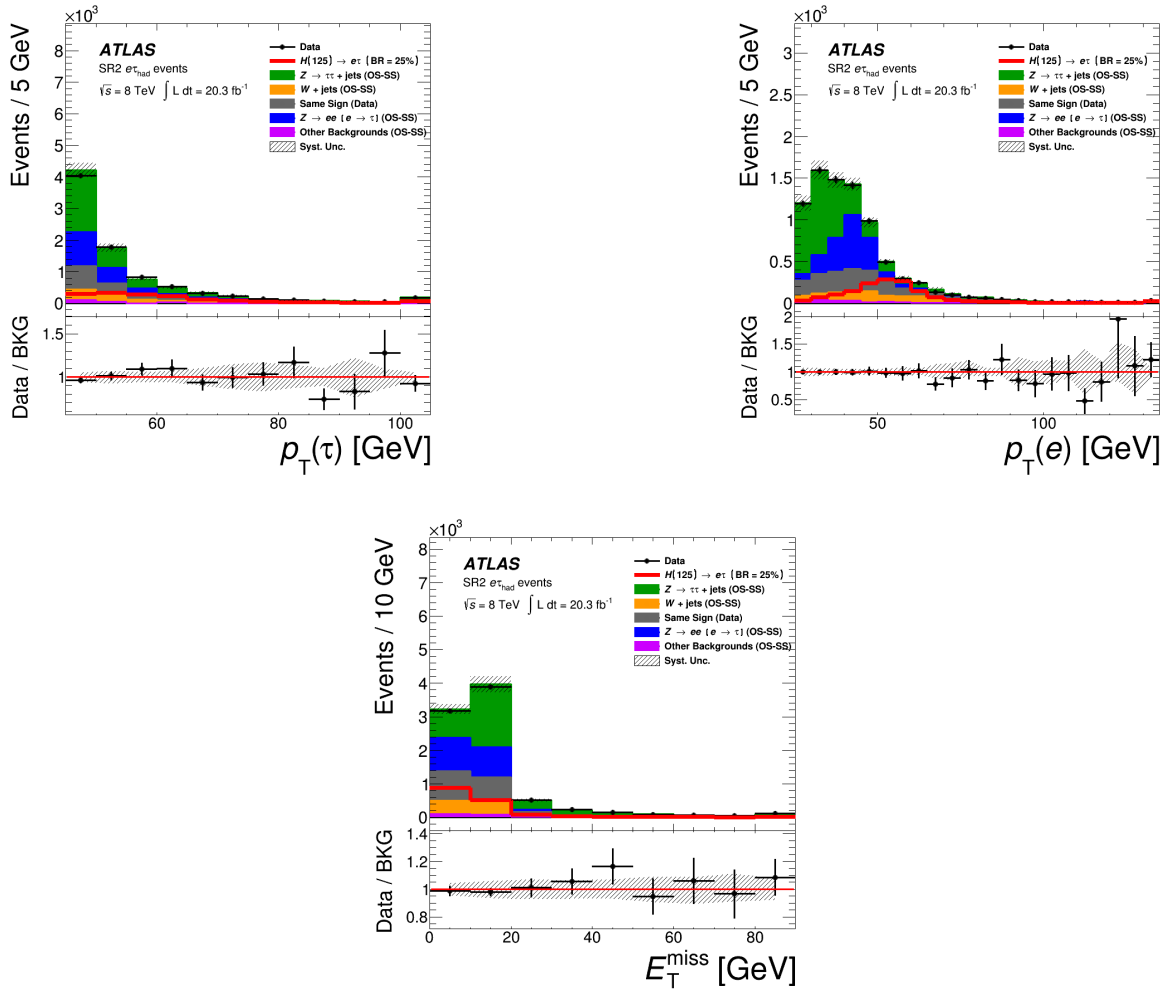 ×10³
Events / 5 GeV
8
7
6
5
4
3
2
1
0
ATLAS
SR2 eτhad events
√s = 8 TeV ∫ L dt = 20.3 fb⁻¹
Data
H(125) → eτ (BR = 25%)
Z → ττ + jets (OS-SS)
W + jets (OS-SS)
Same Sign (Data)
Z → ee [e → τ] (OS-SS)
Other Backgrounds (OS-SS)
Syst. Unc.
Data / BKG
1.5
1
60 80 100
pT(τ) [GeV]
×10³
Events / 5 GeV
3
2.5
2
1.5
1
0.5
0
ATLAS
SR2 eτhad events
√s = 8 TeV ∫ L dt = 20.3 fb⁻¹
Data
H(125) → eτ (BR = 25%)
Z → ττ + jets (OS-SS)
W + jets (OS-SS)
Same Sign (Data)
Z → ee [e → τ] (OS-SS)
Other Backgrounds (OS-SS)
Syst. Unc.
Data / BKG
2
1.5
1
0.5
50 100
pT(e) [GeV]
×10³
Events / 10 GeV
8
7
6
5
4
3
2
1
0
ATLAS
SR2 eτhad events
√s = 8 TeV ∫ L dt = 20.3 fb⁻¹
Data
H(125) → eτ (BR = 25%)
Z → ττ + jets (OS-SS)
W + jets (OS-SS)
Same Sign (Data)
Z → ee [e → τ] (OS-SS)
Other Backgrounds (OS-SS)
Syst. Unc.
Data / BKG
1.4
1.2
1
0.8
0 20 40 60 80
ETmiss [GeV]